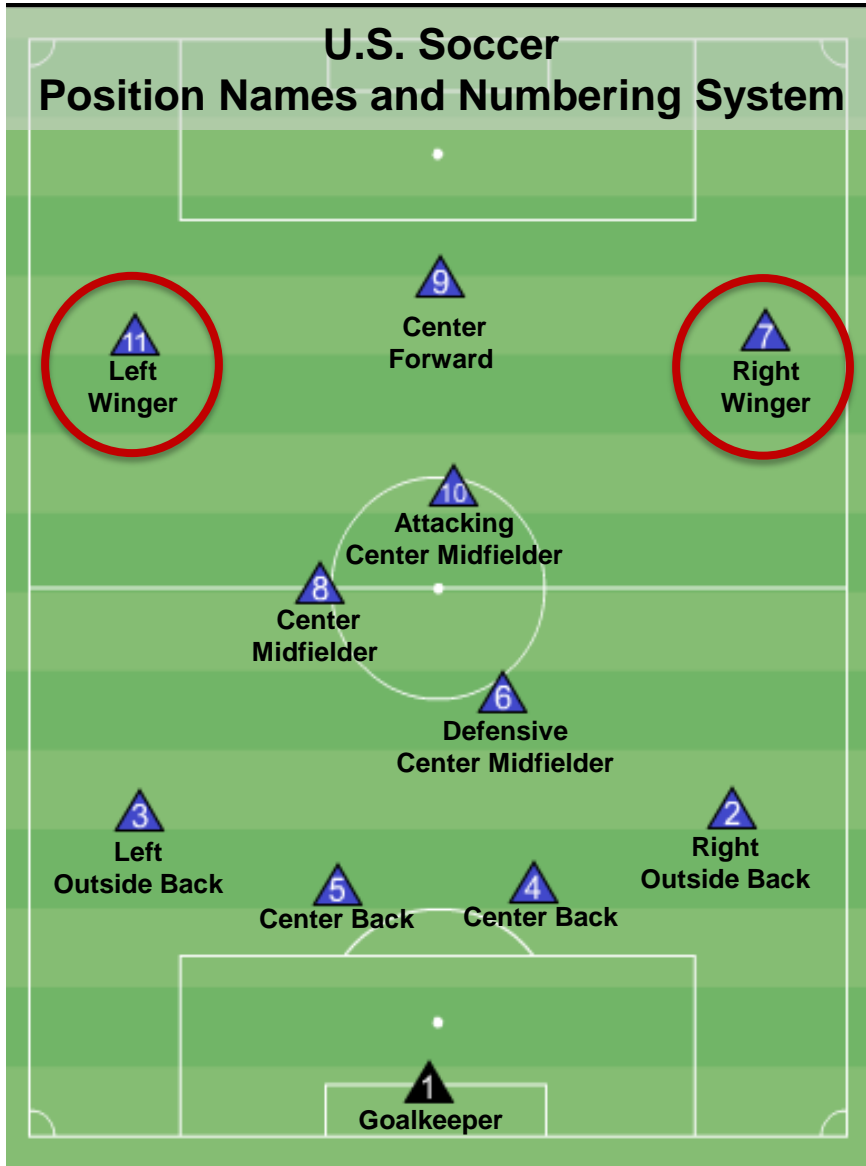 U.S. Soccer
Position Names and Numbering System
9
Center
Forward
11
Left
Winger
7
Right
Winger
10
Attacking
Center Midfielder
8
Center
Midfielder
6
Defensive
Center Midfielder
3
Left
Outside Back
2
Right
Outside Back
5
Center Back
4
Center Back
1
Goalkeeper